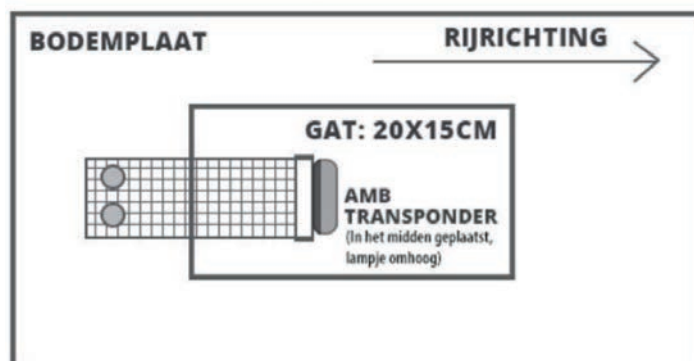 BODEMPLAAT
RIJRICHTING
GAT: 20X15CM
AMB
TRANSPONDER
(In het midden geplaatst,
lampje omhoog)